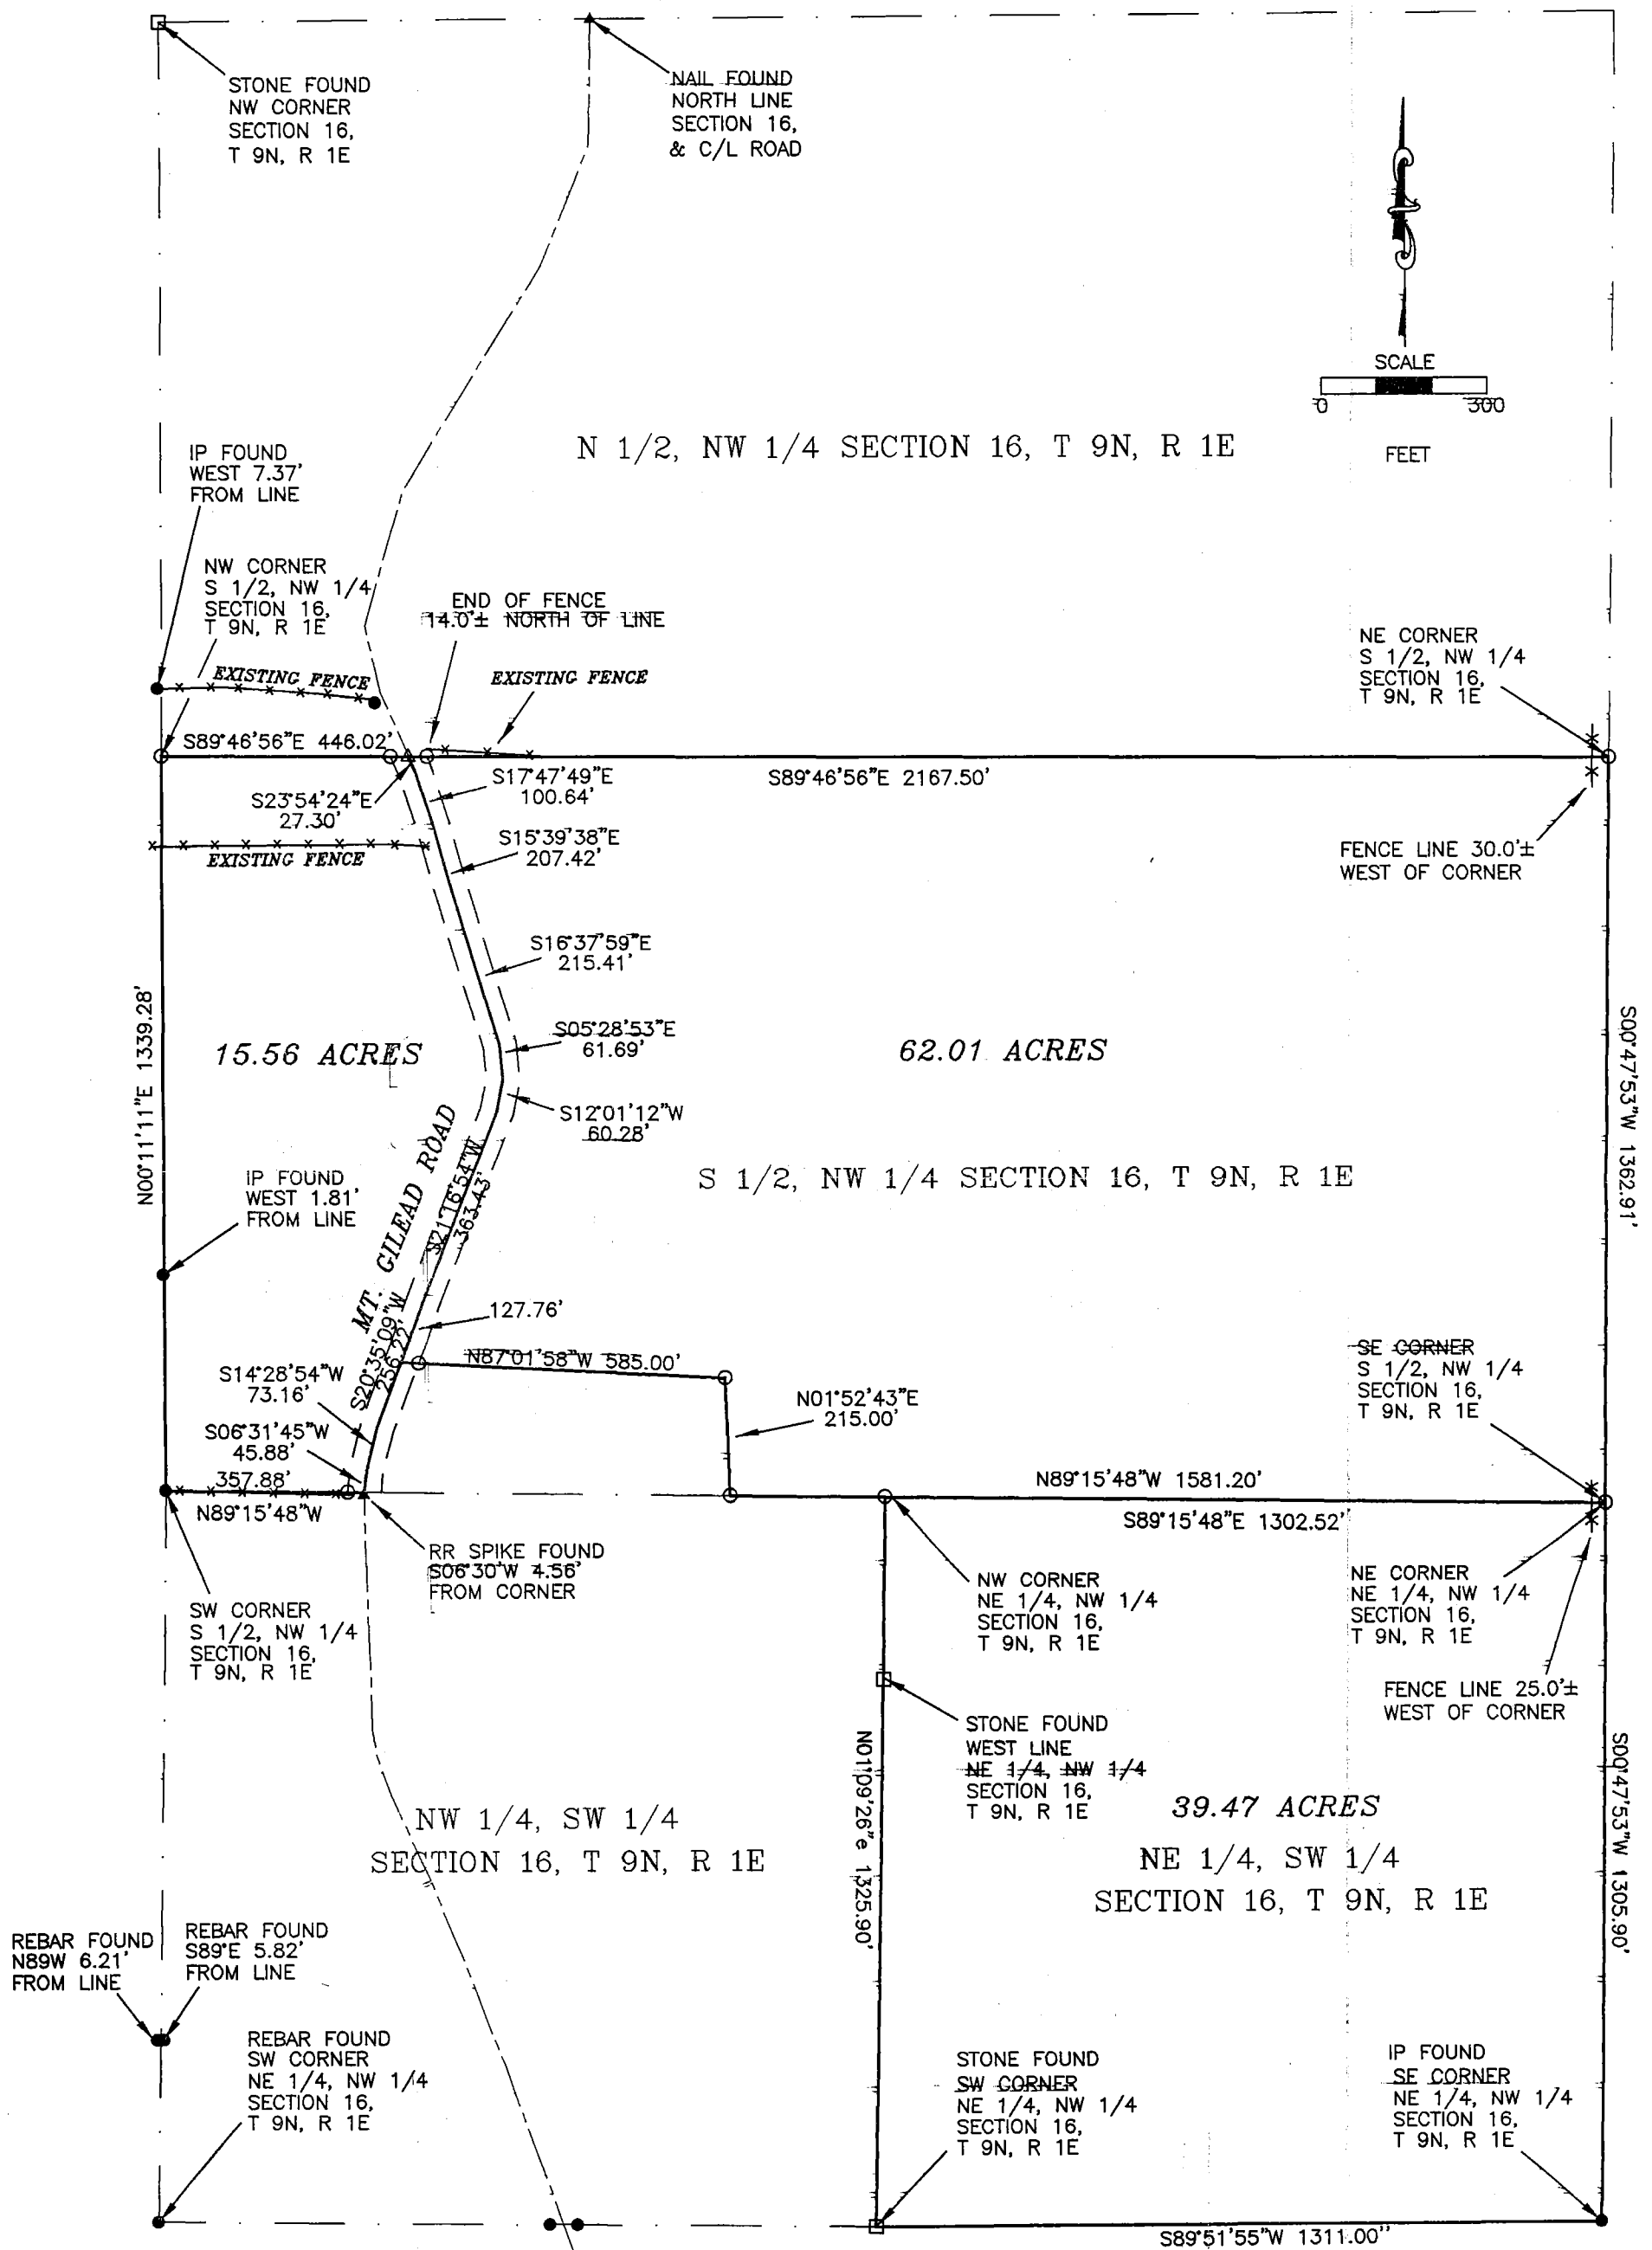 STONE FOUND
NW CORNER
SECTION 16,
T 9N, R 1E
NAIL FOUND
NORTH LINE
SECTION 16,
& C/L ROAD
SCALE
0 300
FEET
N 1/2, NW 1/4 SECTION 16, T 9N, R 1E
IP FOUND
WEST 7.37'
FROM LINE
NW CORNER
S 1/2, NW 1/4
SECTION 16,
T 9N, R 1E
END OF FENCE
14.0'± NORTH OF LINE
EXISTING FENCE
EXISTING FENCE
NE CORNER
S 1/2, NW 1/4
SECTION 16,
T 9N, R 1E
S89°46'56"E 446.02'
S17°47'49"E
100.64'
S89°46'56"E 2167.50'
S23°54'24"E
27.30'
S15°39'38"E
207.42'
EXISTING FENCE
FENCE LINE 30.0'±
WEST OF CORNER
S16°37'59"E
215.41'
N00°11'11"E 1339.28'
S00°47'53"W 1362.91'
S05°28'53"E
61.69'
15.56 ACRES
62.01 ACRES
S12°01'12"W
60.28'
MT. GILEAD ROAD
S21°16'54"W
363.43'
IP FOUND
WEST 1.81'
FROM LINE
S 1/2, NW 1/4 SECTION 16, T 9N, R 1E
127.76'
S20°35'09"W
256.22'
N87°01'58"W 585.00'
SE CORNER
S 1/2, NW 1/4
SECTION 16,
T 9N, R 1E
S14°28'54"W
73.16'
N01°52'43"E
215.00'
S06°31'45"W
45.88'
357.88'
N89°15'48"W
N89°15'48"W 1581.20'
S89°15'48"E 1302.52'
RR SPIKE FOUND
S06°30'W 4.56'
FROM CORNER
SW CORNER
S 1/2, NW 1/4
SECTION 16,
T 9N, R 1E
NW CORNER
NE 1/4, NW 1/4
SECTION 16,
T 9N, R 1E
NE CORNER
NE 1/4, NW 1/4
SECTION 16,
T 9N, R 1E
FENCE LINE 25.0'±
WEST OF CORNER
STONE FOUND
WEST LINE
NE 1/4, NW 1/4
SECTION 16,
T 9N, R 1E
N01°09'26"e 1325.90'
S00°47'53"W 1305.90'
39.47 ACRES
NW 1/4, SW 1/4
SECTION 16, T 9N, R 1E
NE 1/4, SW 1/4
SECTION 16, T 9N, R 1E
REBAR FOUND
N89W 6.21'
FROM LINE
REBAR FOUND
S89°E 5.82'
FROM LINE
REBAR FOUND
SW CORNER
NE 1/4, NW 1/4
SECTION 16,
T 9N, R 1E
STONE FOUND
SW CORNER
NE 1/4, NW 1/4
SECTION 16,
T 9N, R 1E
IP FOUND
SE CORNER
NE 1/4, NW 1/4
SECTION 16,
T 9N, R 1E
S89°51'55"W 1311.00"